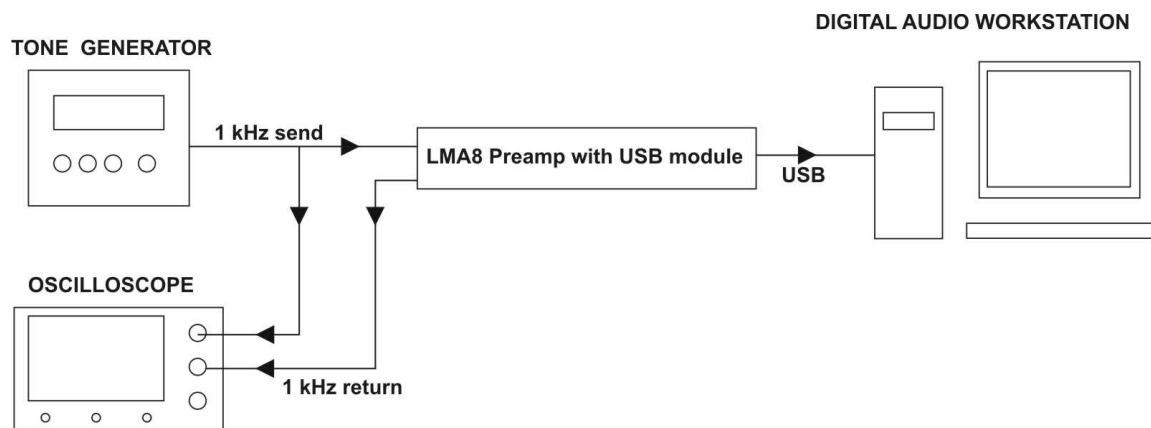 DIGITAL AUDIO WORKSTATION
TONE GENERATOR
1 kHz send
LMA8 Preamp with USB module
USB
OSCILLOSCOPE
1 kHz return